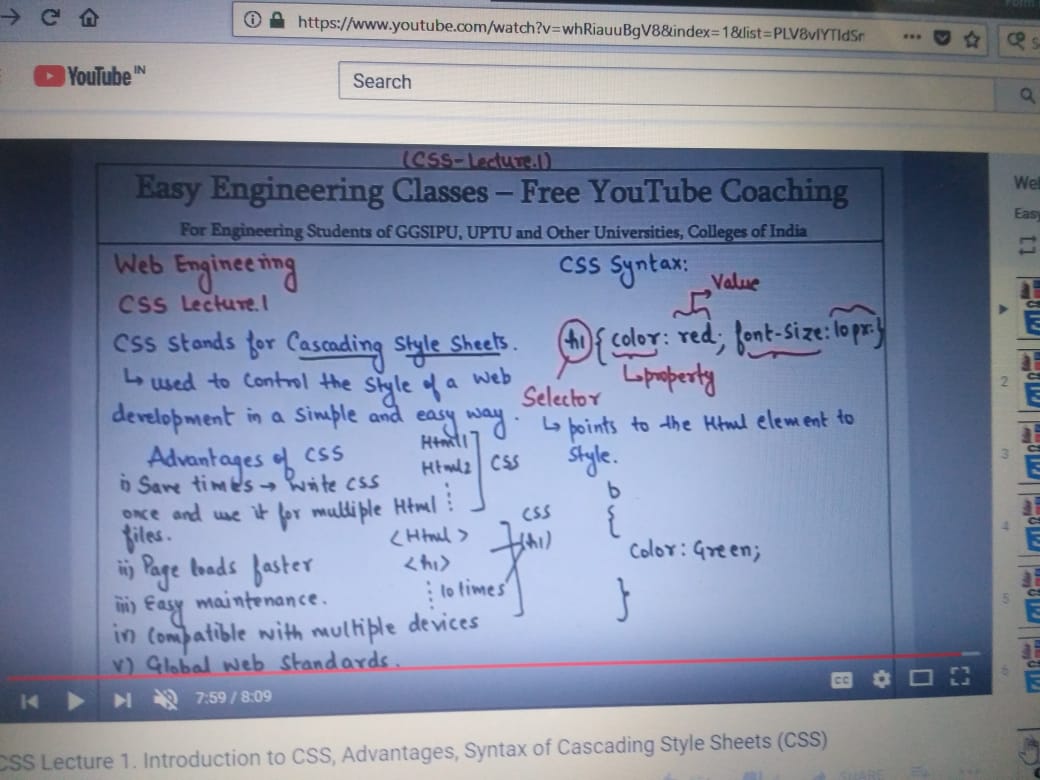 https://www.youtube.com/watch?v=whRiauuBgV8&index=1&list=PLV8vIYTIdSr
YouTube IN
Search
(CSS-Lecture.1)
Easy Engineering Classes – Free YouTube Coaching
For Engineering Students of GGSIPU, UPTU and Other Universities, Colleges of India
Web Engineering
CSS Lecture.1
CSS stands for Cascading Style Sheets.
↳ used to control the style of a web
development in a simple and easy way.
Advantages of CSS
i) Save times → write CSS
once and use it for multiple Html
files.
Html1
Html2
CSS
<Html>
<h1>
10 times
CSS
(h1)
ii) Page loads faster
iii) Easy maintenance.
iv) Compatible with multiple devices
v) Global web standards.
CSS Syntax:
Value
h1 {color: red; font-size: 10px;}
↳ property
Selector
↳ points to the Html element to
style.
b
{
Color: Green;
}
7:59 / 8:09
CC
CSS Lecture 1. Introduction to CSS, Advantages, Syntax of Cascading Style Sheets (CSS)
Wel
Easy
2
3
4
5
6